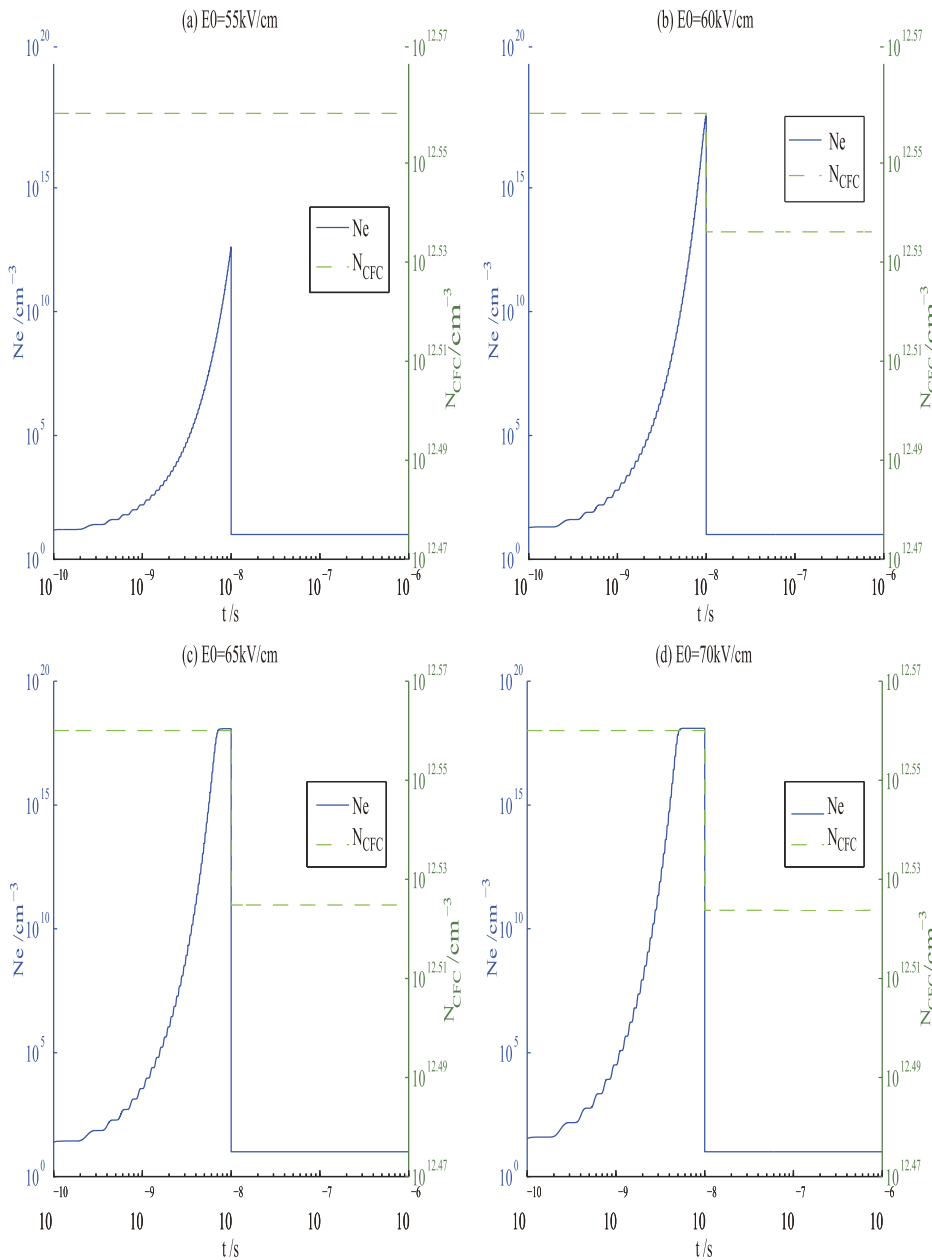 (a) E0=55kV/cm
10^20
10^15
10^10
10^5
10^0
Ne /cm^−3
10^12.57
10^12.55
10^12.53
10^12.51
10^12.49
10^12.47
N_CFC/cm^−3
Ne
N_CFC
10^−10 10^−9 10^−8 10^−7 10^−6
t /s
(b) E0=60kV/cm
10^20
10^15
10^10
10^5
10^0
Ne /cm^−3
10^12.57
10^12.55
10^12.53
10^12.51
10^12.49
10^12.47
N_CFC/cm^−3
Ne
N_CFC
10^−10 10^−9 10^−8 10^−7 10^−6
t /s
(c) E0=65kV/cm
10^20
10^15
10^10
10^5
10^0
Ne /cm^−3
10^12.57
10^12.55
10^12.53
10^12.51
10^12.49
10^12.47
N_CFC/cm^−3
Ne
N_CFC
10^−10 10^−9 10^−8 10^−7 10^−6
t /s
(d) E0=70kV/cm
10^20
10^15
10^10
10^5
10^0
Ne /cm^−3
10^12.57
10^12.55
10^12.53
10^12.51
10^12.49
10^12.47
N_CFC/cm^−3
Ne
N_CFC
10^−10 10^−9 10^−8 10^−7 10^−6
t /s